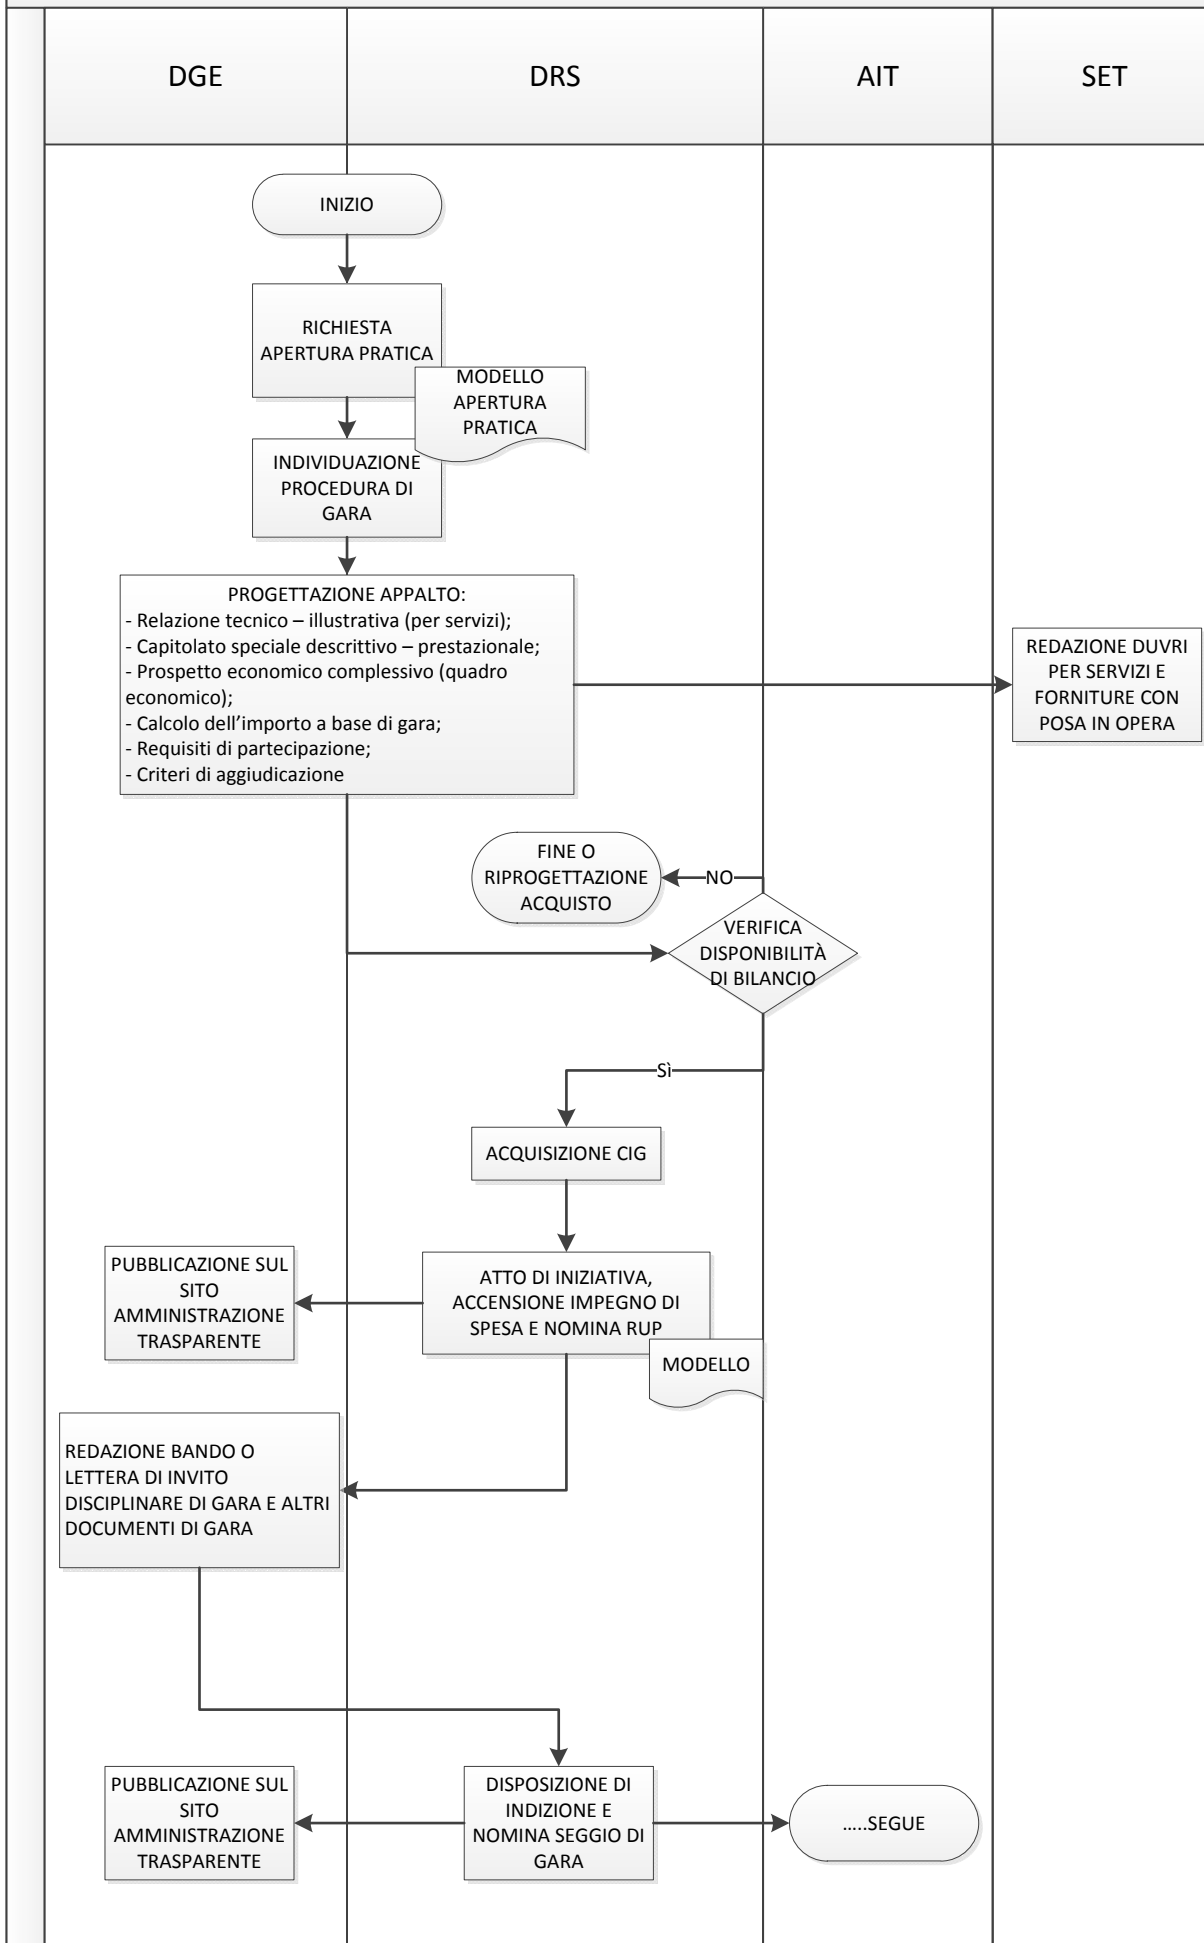 DGE
DRS
AIT
SET
INIZIO
RICHIESTA
APERTURA PRATICA
MODELLO
APERTURA
PRATICA
INDIVIDUAZIONE
PROCEDURA DI
GARA
PROGETTAZIONE APPALTO:
- Relazione tecnico – illustrativa (per servizi);
- Capitolato speciale descrittivo – prestazionale;
- Prospetto economico complessivo (quadro
economico);
- Calcolo dell’importo a base di gara;
- Requisiti di partecipazione;
- Criteri di aggiudicazione
REDAZIONE DUVRI
PER SERVIZI E
FORNITURE CON
POSA IN OPERA
FINE O
RIPROGETTAZIONE
ACQUISTO
NO
VERIFICA
DISPONIBILITÀ
DI BILANCIO
Sì
ACQUISIZIONE CIG
PUBBLICAZIONE SUL
SITO
AMMINISTRAZIONE
TRASPARENTE
ATTO DI INIZIATIVA,
ACCENSIONE IMPEGNO DI
SPESA E NOMINA RUP
MODELLO
REDAZIONE BANDO O
LETTERA DI INVITO
DISCIPLINARE DI GARA E ALTRI
DOCUMENTI DI GARA
PUBBLICAZIONE SUL
SITO
AMMINISTRAZIONE
TRASPARENTE
DISPOSIZIONE DI
INDIZIONE E
NOMINA SEGGIO DI
GARA
…..SEGUE